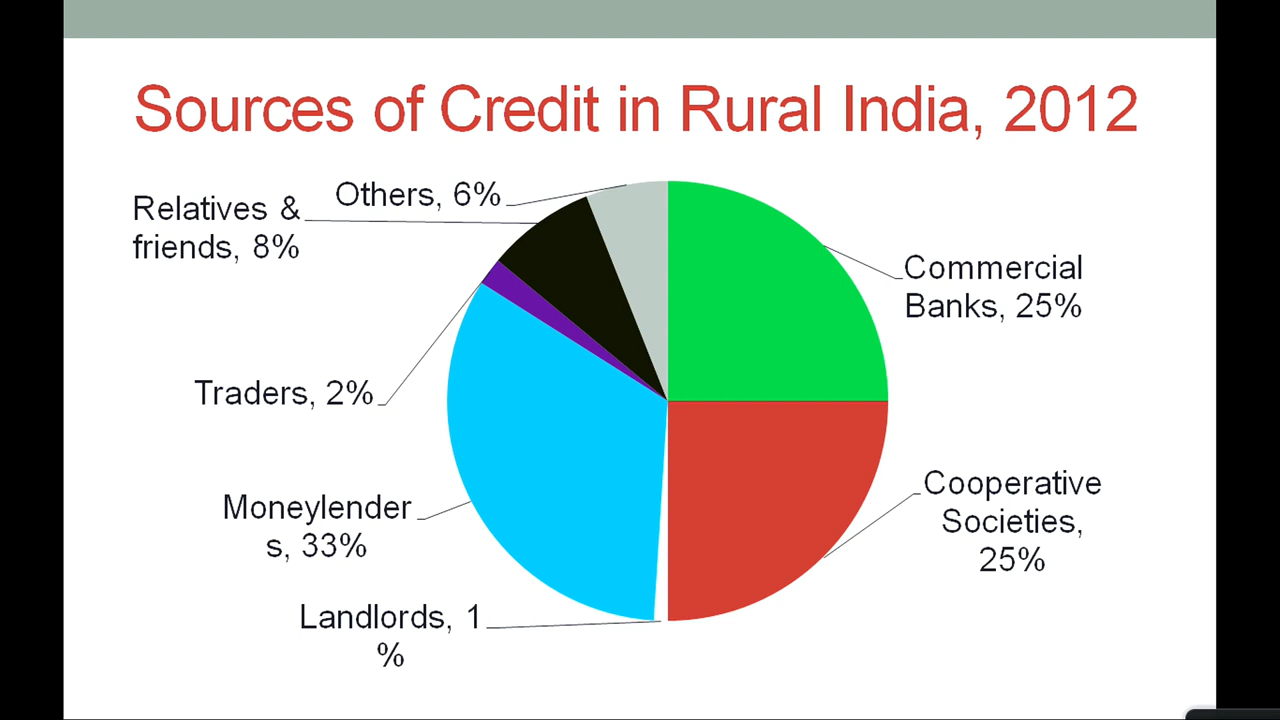 Sources of Credit in Rural India, 2012
Others, 6%
Relatives &
friends, 8%
Commercial
Banks, 25%
Traders, 2%
Cooperative
Societies,
25%
Moneylender
s, 33%
Landlords, 1
%